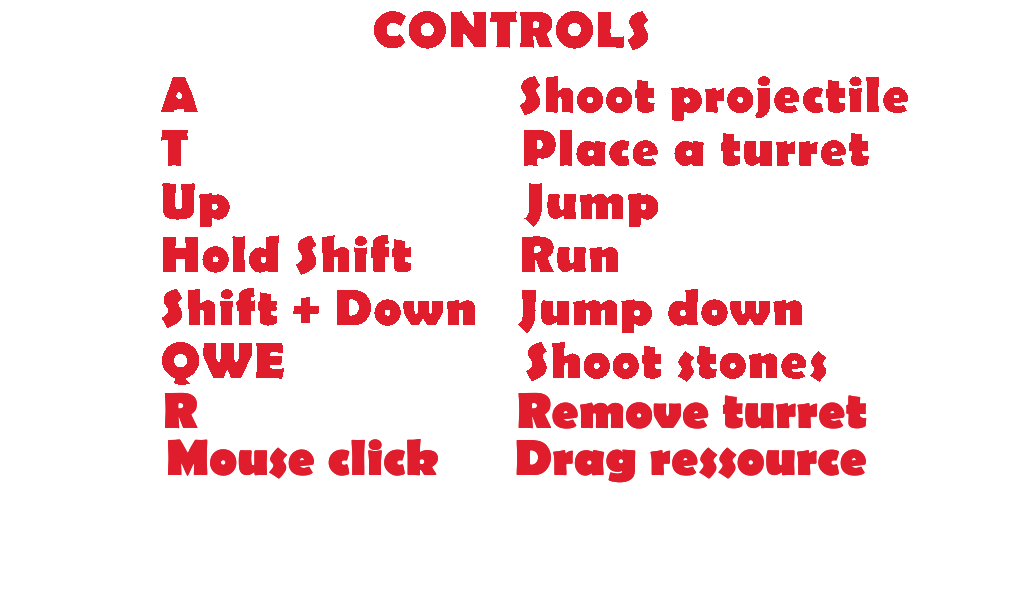 CONTROLS
A Shoot projectile
T Place a turret
Up Jump
Hold Shift Run
Shift + Down Jump down
QWE Shoot stones
R Remove turret
Mouse click Drag ressource